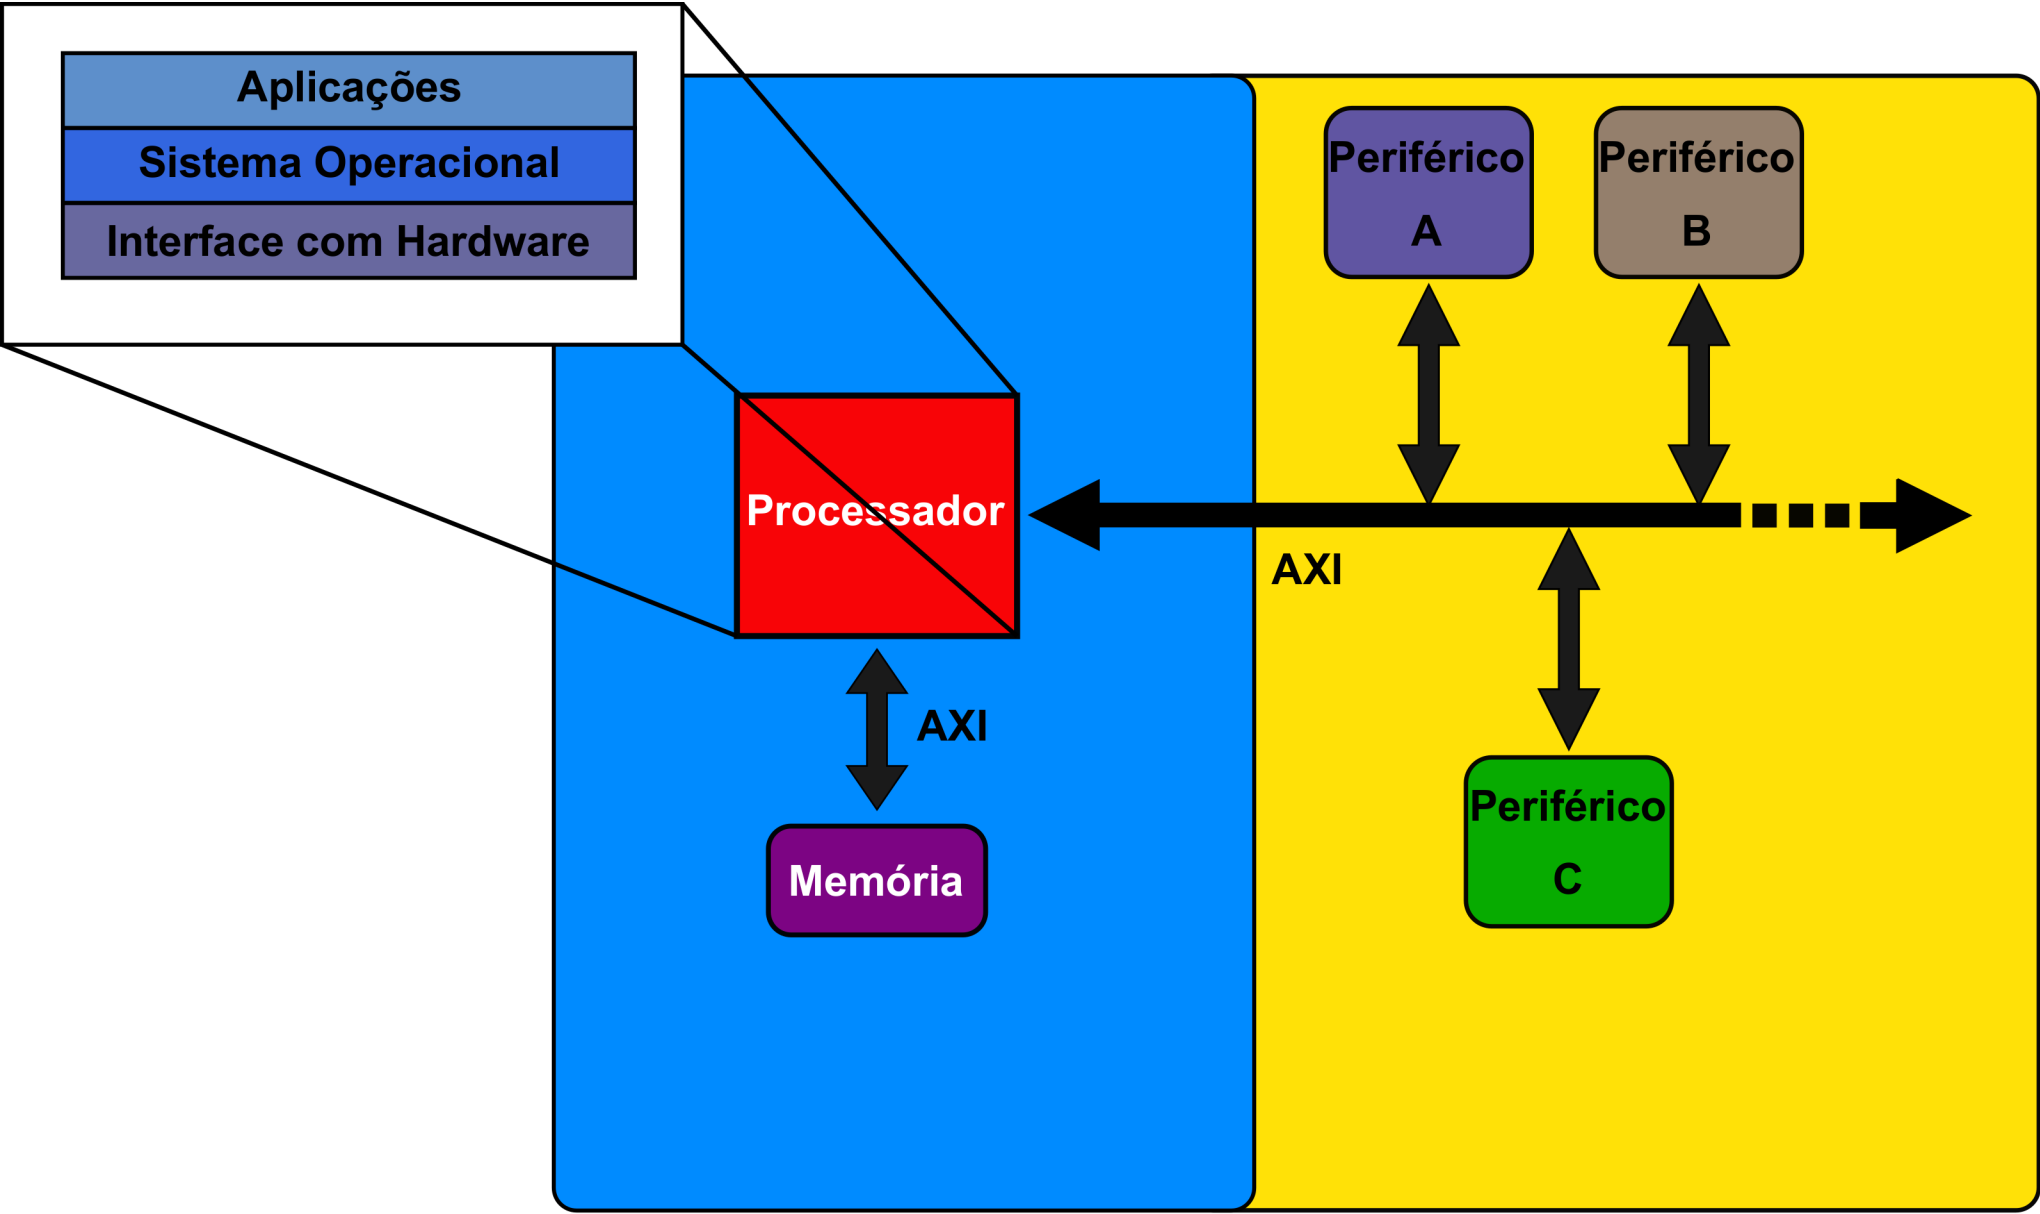 Aplicações
Sistema Operacional
Interface com Hardware
Periférico
A
Periférico
B
Processador
AXI
AXI
Periférico
C
Memória